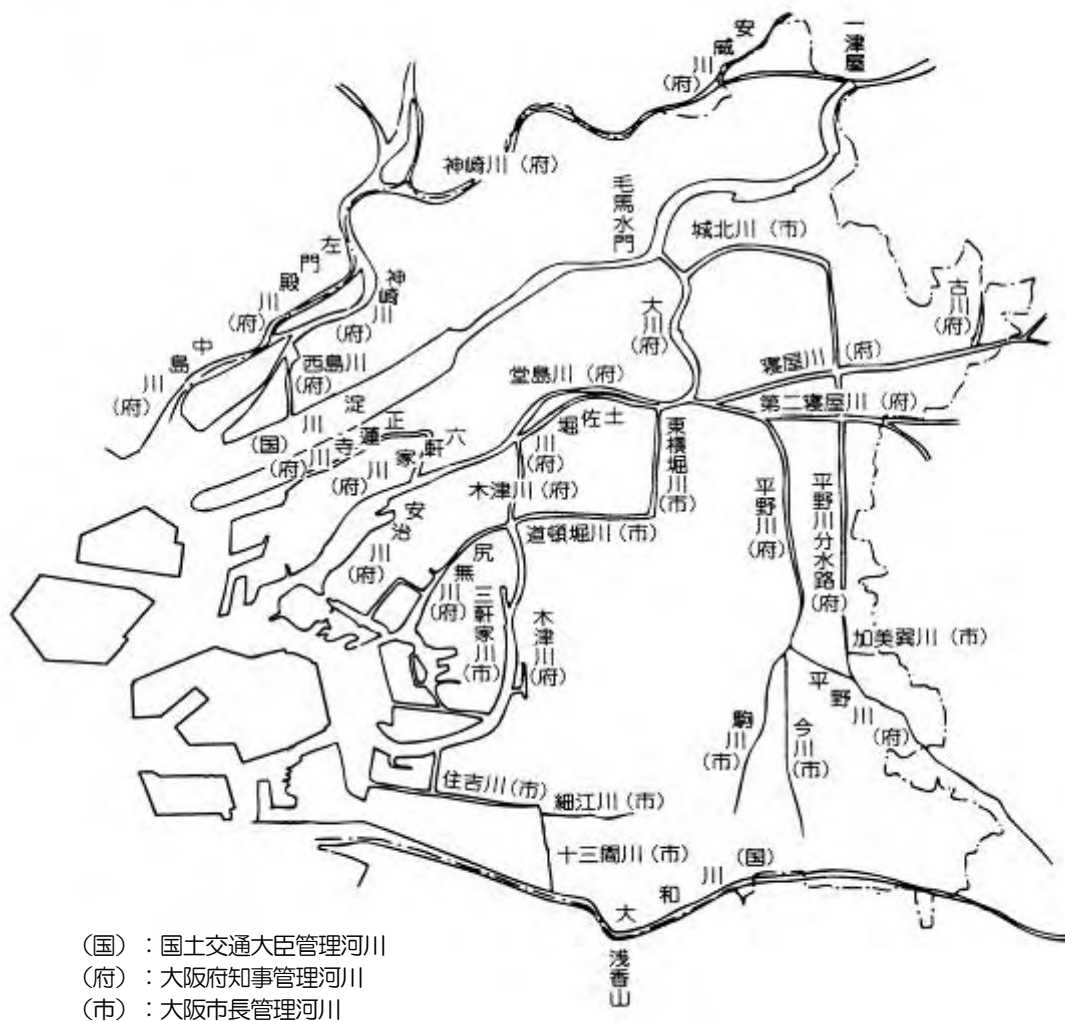 一津屋
安威川(府)
神崎川(府)
毛馬水門
城北川(市)
左門殿川(府)
神崎川(府)
古川(府)
大川(府)
中島川(府)
西島川(府)
寝屋川(府)
堂島川(府)
第二寝屋川(府)
淀川(国)
正蓮寺川(府)
六軒家川(府)
土佐堀川(府)
東横堀川(市)
木津川(府)
平野川(府)
平野川分水路(府)
安治川(府)
道頓堀川(市)
尻無川(府)
三軒家川(市)
木津川(府)
加美巽川(市)
平野川(府)
駒川(市)
今川(市)
住吉川(市)
細江川(市)
十三間川(市)
大和川(国)
浅香山
(国):国土交通大臣管理河川
(府):大阪府知事管理河川
(市):大阪市長管理河川